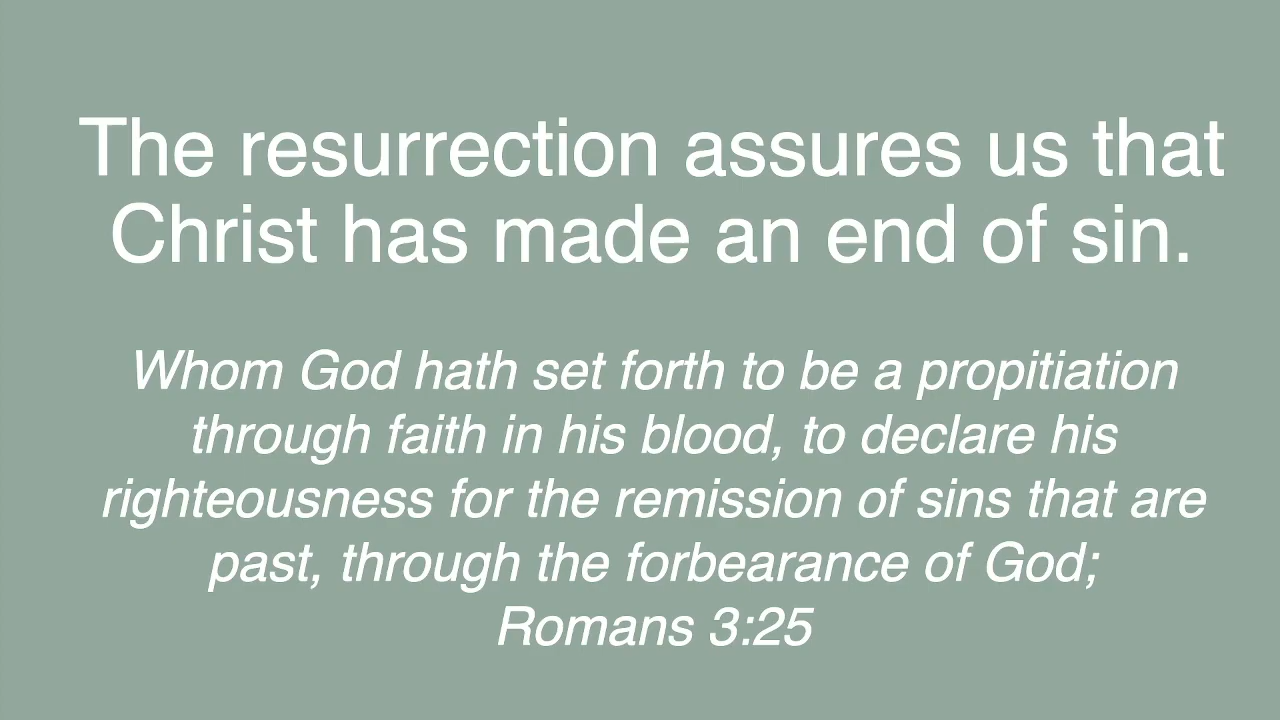 The resurrection assures us that
Christ has made an end of sin.
Whom God hath set forth to be a propitiation
through faith in his blood, to declare his
righteousness for the remission of sins that are
past, through the forbearance of God;
Romans 3:25